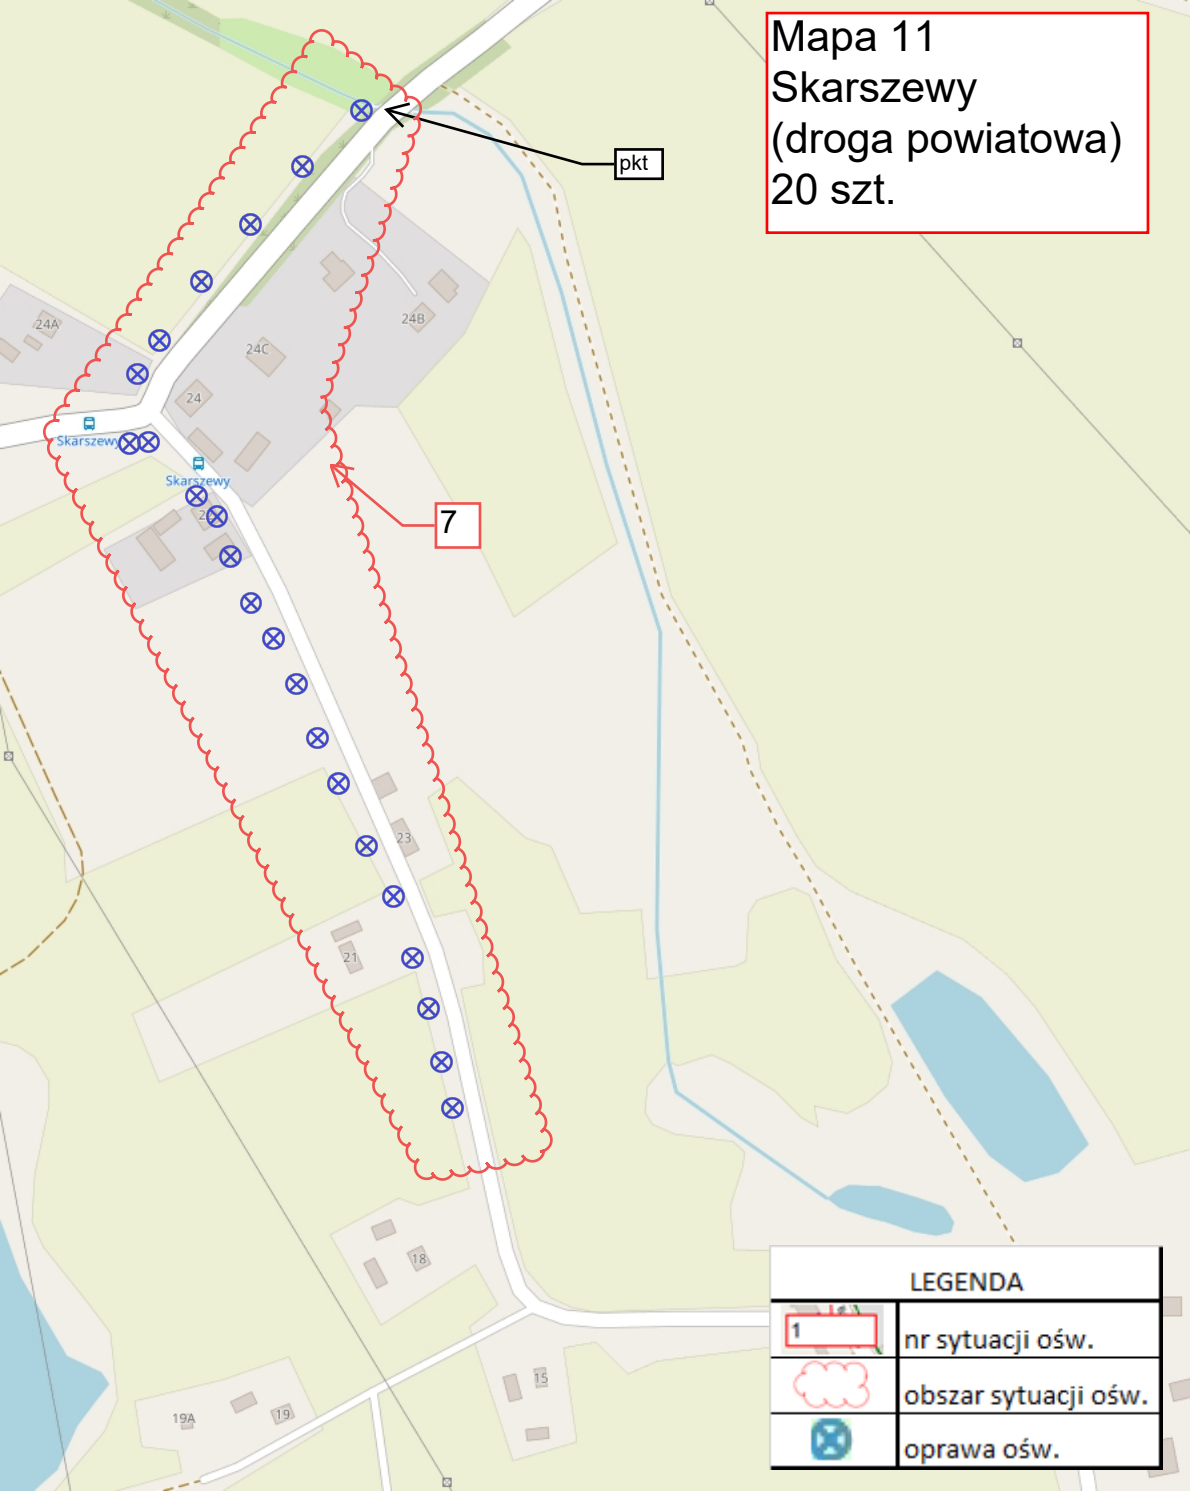 Mapa 11
Skarszewy
(droga powiatowa)
20 szt.
pkt
24A
24B
24C
24
Skarszewy
Skarszewy
7
23
21
18
15
19A
19
LEGENDA
1
nr sytuacji ośw.
obszar sytuacji ośw.
oprawa ośw.